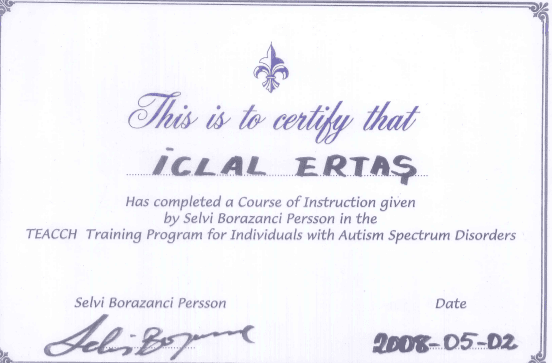 This is to certify that
İCLAL ERTAŞ
Has completed a Course of Instruction given
by Selvi Borazanci Persson in the
TEACCH Training Program for Individuals with Autism Spectrum Disorders
Selvi Borazanci Persson Date
2008-05-02